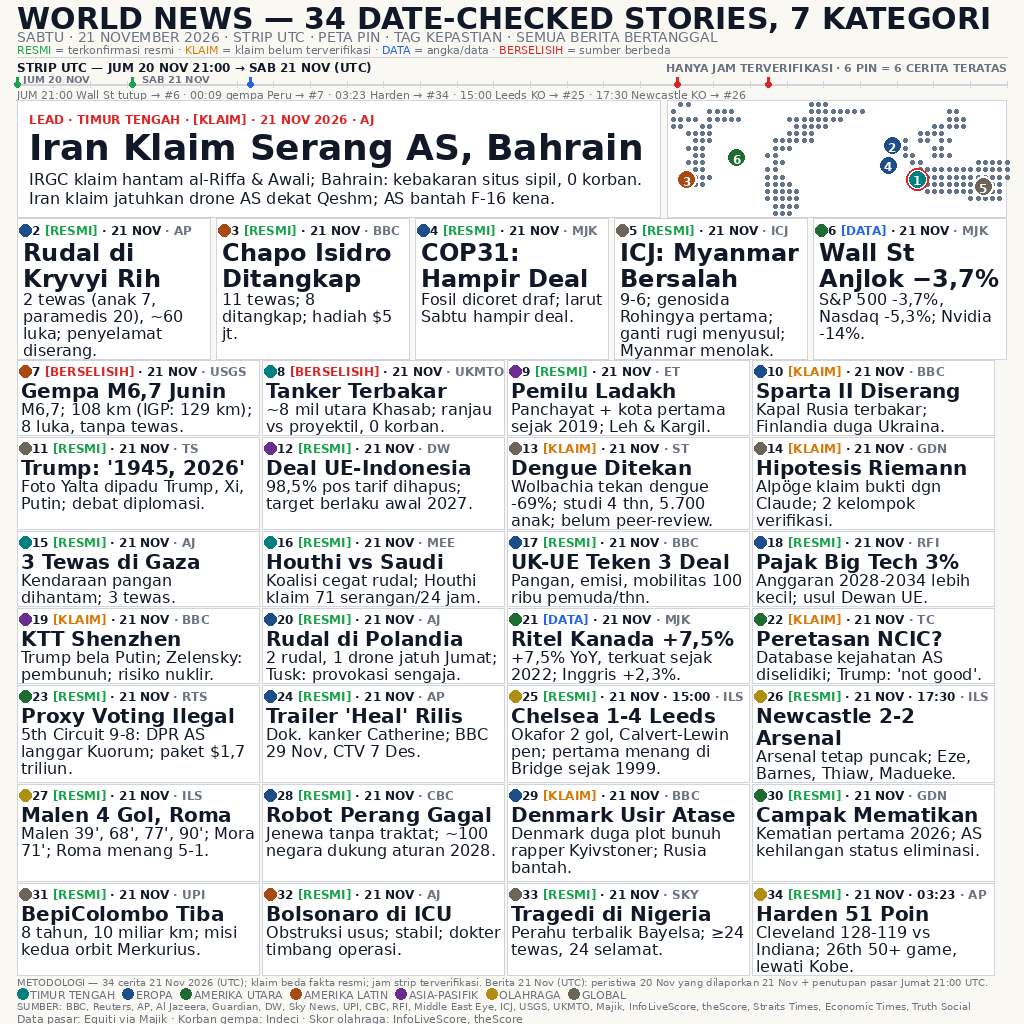 WORLD NEWS — 34 DATE-CHECKED STORIES, 7 KATEGORI
SABTU · 21 NOVEMBER 2026 · STRIP UTC · PETA PIN · TAG KEPASTIAN · SEMUA BERITA BERTANGGAL
RESMI = terkonfirmasi resmi · KLAIM = klaim belum terverifikasi · DATA = angka/data · BERSELISIH = sumber berbeda
STRIP UTC — JUM 20 NOV 21:00 → SAB 21 NOV (UTC)
HANYA JAM TERVERIFIKASI · 6 PIN = 6 CERITA TERATAS
JUM 20 NOV
SAB 21 NOV
JUM 21:00 Wall St tutup → #6 · 00:09 gempa Peru → #7 · 03:23 Harden → #34 · 15:00 Leeds KO → #25 · 17:30 Newcastle KO → #26
LEAD · TIMUR TENGAH · [KLAIM] · 21 NOV 2026 · AJ
Iran Klaim Serang AS, Bahrain
IRGC klaim hantam al-Riffa & Awali; Bahrain: kebakaran situs sipil, 0 korban.
Iran klaim jatuhkan drone AS dekat Qeshm; AS bantah F-16 kena.
2
6
4
3
1
5
2 [RESMI] · 21 NOV · AP
Rudal di
Kryvyi Rih
2 tewas (anak 7,
paramedis 20), ~60
luka; penyelamat
diserang.
3 [RESMI] · 21 NOV · BBC
Chapo Isidro
Ditangkap
11 tewas; 8
ditangkap; hadiah $5
jt.
4 [RESMI] · 21 NOV · MJK
COP31:
Hampir Deal
Fosil dicoret draf; larut
Sabtu hampir deal.
5 [RESMI] · 21 NOV · ICJ
ICJ: Myanmar
Bersalah
9-6; genosida
Rohingya pertama;
ganti rugi menyusul;
Myanmar menolak.
6 [DATA] · 21 NOV · MJK
Wall St
Anjlok −3,7%
S&P 500 -3,7%,
Nasdaq -5,3%; Nvidia
-14%.
7 [BERSELISIH] · 21 NOV · USGS
Gempa M6,7 Junin
M6,7; 108 km (IGP: 129 km);
8 luka, tanpa tewas.
8 [BERSELISIH] · 21 NOV · UKMTO
Tanker Terbakar
~8 mil utara Khasab; ranjau
vs proyektil, 0 korban.
9 [RESMI] · 21 NOV · ET
Pemilu Ladakh
Panchayat + kota pertama
sejak 2019; Leh & Kargil.
10 [KLAIM] · 21 NOV · BBC
Sparta II Diserang
Kapal Rusia terbakar;
Finlandia duga Ukraina.
11 [RESMI] · 21 NOV · TS
Trump: '1945, 2026'
Foto Yalta dipadu Trump, Xi,
Putin; debat diplomasi.
12 [RESMI] · 21 NOV · DW
Deal UE-Indonesia
98,5% pos tarif dihapus;
target berlaku awal 2027.
13 [KLAIM] · 21 NOV · ST
Dengue Ditekan
Wolbachia tekan dengue
-69%; studi 4 thn, 5.700
anak; belum peer-review.
14 [KLAIM] · 21 NOV · GDN
Hipotesis Riemann
Alpöge klaim bukti dgn
Claude; 2 kelompok
verifikasi.
15 [RESMI] · 21 NOV · AJ
3 Tewas di Gaza
Kendaraan pangan
dihantam; 3 tewas.
16 [RESMI] · 21 NOV · MEE
Houthi vs Saudi
Koalisi cegat rudal; Houthi
klaim 71 serangan/24 jam.
17 [RESMI] · 21 NOV · BBC
UK-UE Teken 3 Deal
Pangan, emisi, mobilitas 100
ribu pemuda/thn.
18 [RESMI] · 21 NOV · RFI
Pajak Big Tech 3%
Anggaran 2028-2034 lebih
kecil; usul Dewan UE.
19 [KLAIM] · 21 NOV · BBC
KTT Shenzhen
Trump bela Putin; Zelensky:
pembunuh; risiko nuklir.
20 [RESMI] · 21 NOV · AJ
Rudal di Polandia
2 rudal, 1 drone jatuh Jumat;
Tusk: provokasi sengaja.
21 [DATA] · 21 NOV · MJK
Ritel Kanada +7,5%
+7,5% YoY, terkuat sejak
2022; Inggris +2,3%.
22 [KLAIM] · 21 NOV · TC
Peretasan NCIC?
Database kejahatan AS
diselidiki; Trump: 'not good'.
23 [RESMI] · 21 NOV · RTS
Proxy Voting Ilegal
5th Circuit 9-8: DPR AS
langgar Kuorum; paket $1,7
triliun.
24 [RESMI] · 21 NOV · AP
Trailer 'Heal' Rilis
Dok. kanker Catherine; BBC
29 Nov, CTV 7 Des.
25 [RESMI] · 21 NOV · 15:00 · ILS
Chelsea 1-4 Leeds
Okafor 2 gol, Calvert-Lewin
pen; pertama menang di
Bridge sejak 1999.
26 [RESMI] · 21 NOV · 17:30 · ILS
Newcastle 2-2
Arsenal
Arsenal tetap puncak; Eze,
Barnes, Thiaw, Madueke.
27 [RESMI] · 21 NOV · ILS
Malen 4 Gol, Roma
Malen 39', 68', 77', 90'; Mora
71'; Roma menang 5-1.
28 [RESMI] · 21 NOV · CBC
Robot Perang Gagal
Jenewa tanpa traktat; ~100
negara dukung aturan 2028.
29 [KLAIM] · 21 NOV · BBC
Denmark Usir Atase
Denmark duga plot bunuh
rapper Kyivstoner; Rusia
bantah.
30 [RESMI] · 21 NOV · GDN
Campak Mematikan
Kematian pertama 2026; AS
kehilangan status eliminasi.
31 [RESMI] · 21 NOV · UPI
BepiColombo Tiba
8 tahun, 10 miliar km; misi
kedua orbit Merkurius.
32 [RESMI] · 21 NOV · AJ
Bolsonaro di ICU
Obstruksi usus; stabil; dokter
timbang operasi.
33 [RESMI] · 21 NOV · SKY
Tragedi di Nigeria
Perahu terbalik Bayelsa; ≥24
tewas, 24 selamat.
34 [RESMI] · 21 NOV · 03:23 · AP
Harden 51 Poin
Cleveland 128-119 vs
Indiana; 26th 50+ game,
lewati Kobe.
METODOLOGI — 34 cerita 21 Nov 2026 (UTC); klaim beda fakta resmi; jam strip terverifikasi. Berita 21 Nov (UTC): peristiwa 20 Nov yang dilaporkan 21 Nov + penutupan pasar Jumat 21:00 UTC.
TIMUR TENGAH EROPA AMERIKA UTARA AMERIKA LATIN ASIA-PASIFIK OLAHRAGA GLOBAL
SUMBER: BBC, Reuters, AP, Al Jazeera, Guardian, DW, Sky News, UPI, CBC, RFI, Middle East Eye, ICJ, USGS, UKMTO, Majik, InfoLiveScore, theScore, Straits Times, Economic Times, Truth Social
Data pasar: Equiti via Majik · Korban gempa: Indeci · Skor olahraga: InfoLiveScore, theScore